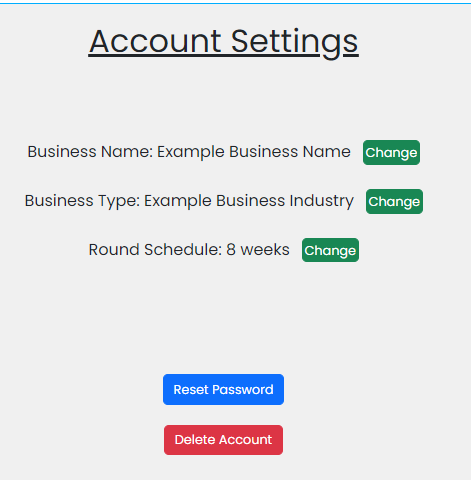 Account Settings
Business Name: Example Business Name Change
Business Type: Example Business Industry Change
Round Schedule: 8 weeks Change
Reset Password
Delete Account